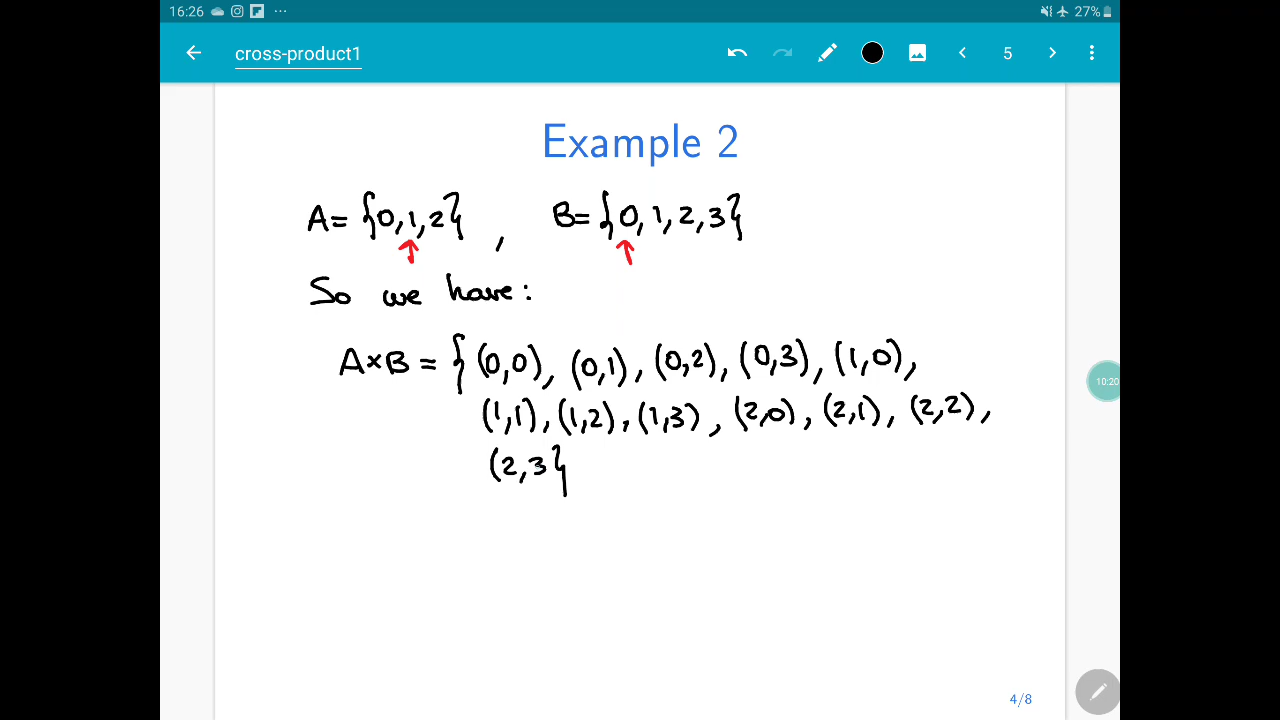 16:26 ... 27%
cross-product1 5
Example 2
A= {0,1,2} , B= {0,1,2,3}
So we have:
A×B = { (0,0), (0,1), (0,2), (0,3), (1,0),
(1,1), (1,2), (1,3), (2,0), (2,1), (2,2),
(2,3}
10:20
4/8